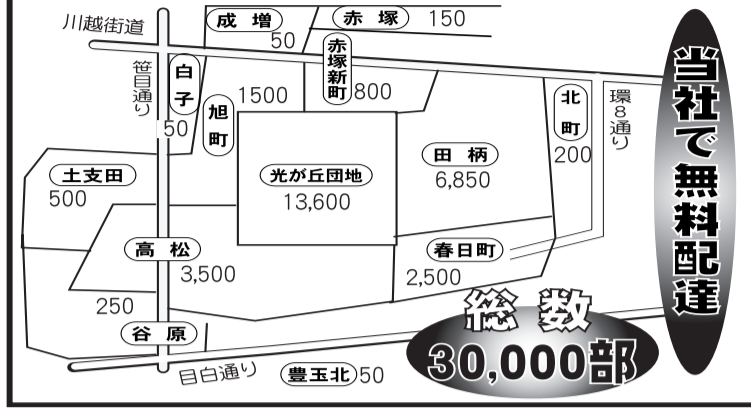 川越街道
成増
50
赤塚 150
笹目通り
白子
50
旭町
1500
赤塚新町
800
北町
200
環8通り
土支田
500
光が丘団地
13,600
田柄
6,850
高松
3,500
春日町
2,500
250
谷原
目白通り
豊玉北 50
総数
30,000部
当社で無料配達